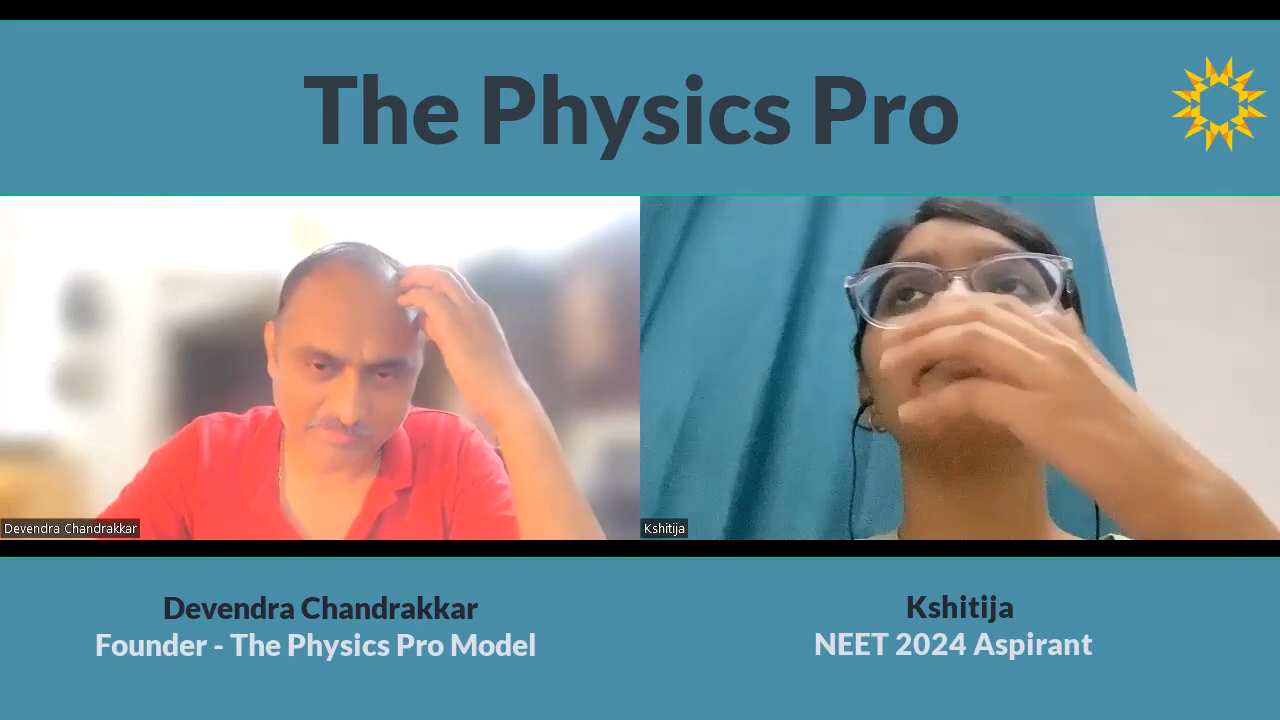 The Physics Pro
Devendra Chandrakkar
Kshitija
Devendra Chandrakkar
Founder - The Physics Pro Model
Kshitija
NEET 2024 Aspirant